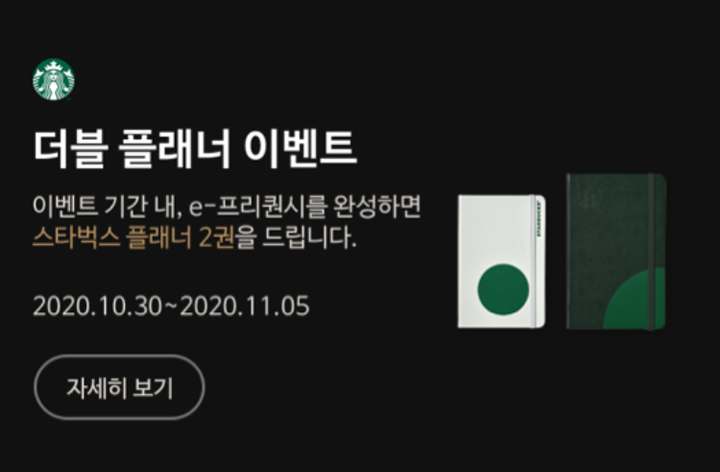 더블 플래너 이벤트
이벤트 기간 내, e-프리퀀시를 완성하면
스타벅스 플래너 2권을 드립니다.
2020.10.30~2020.11.05
자세히 보기
STARBUCKS